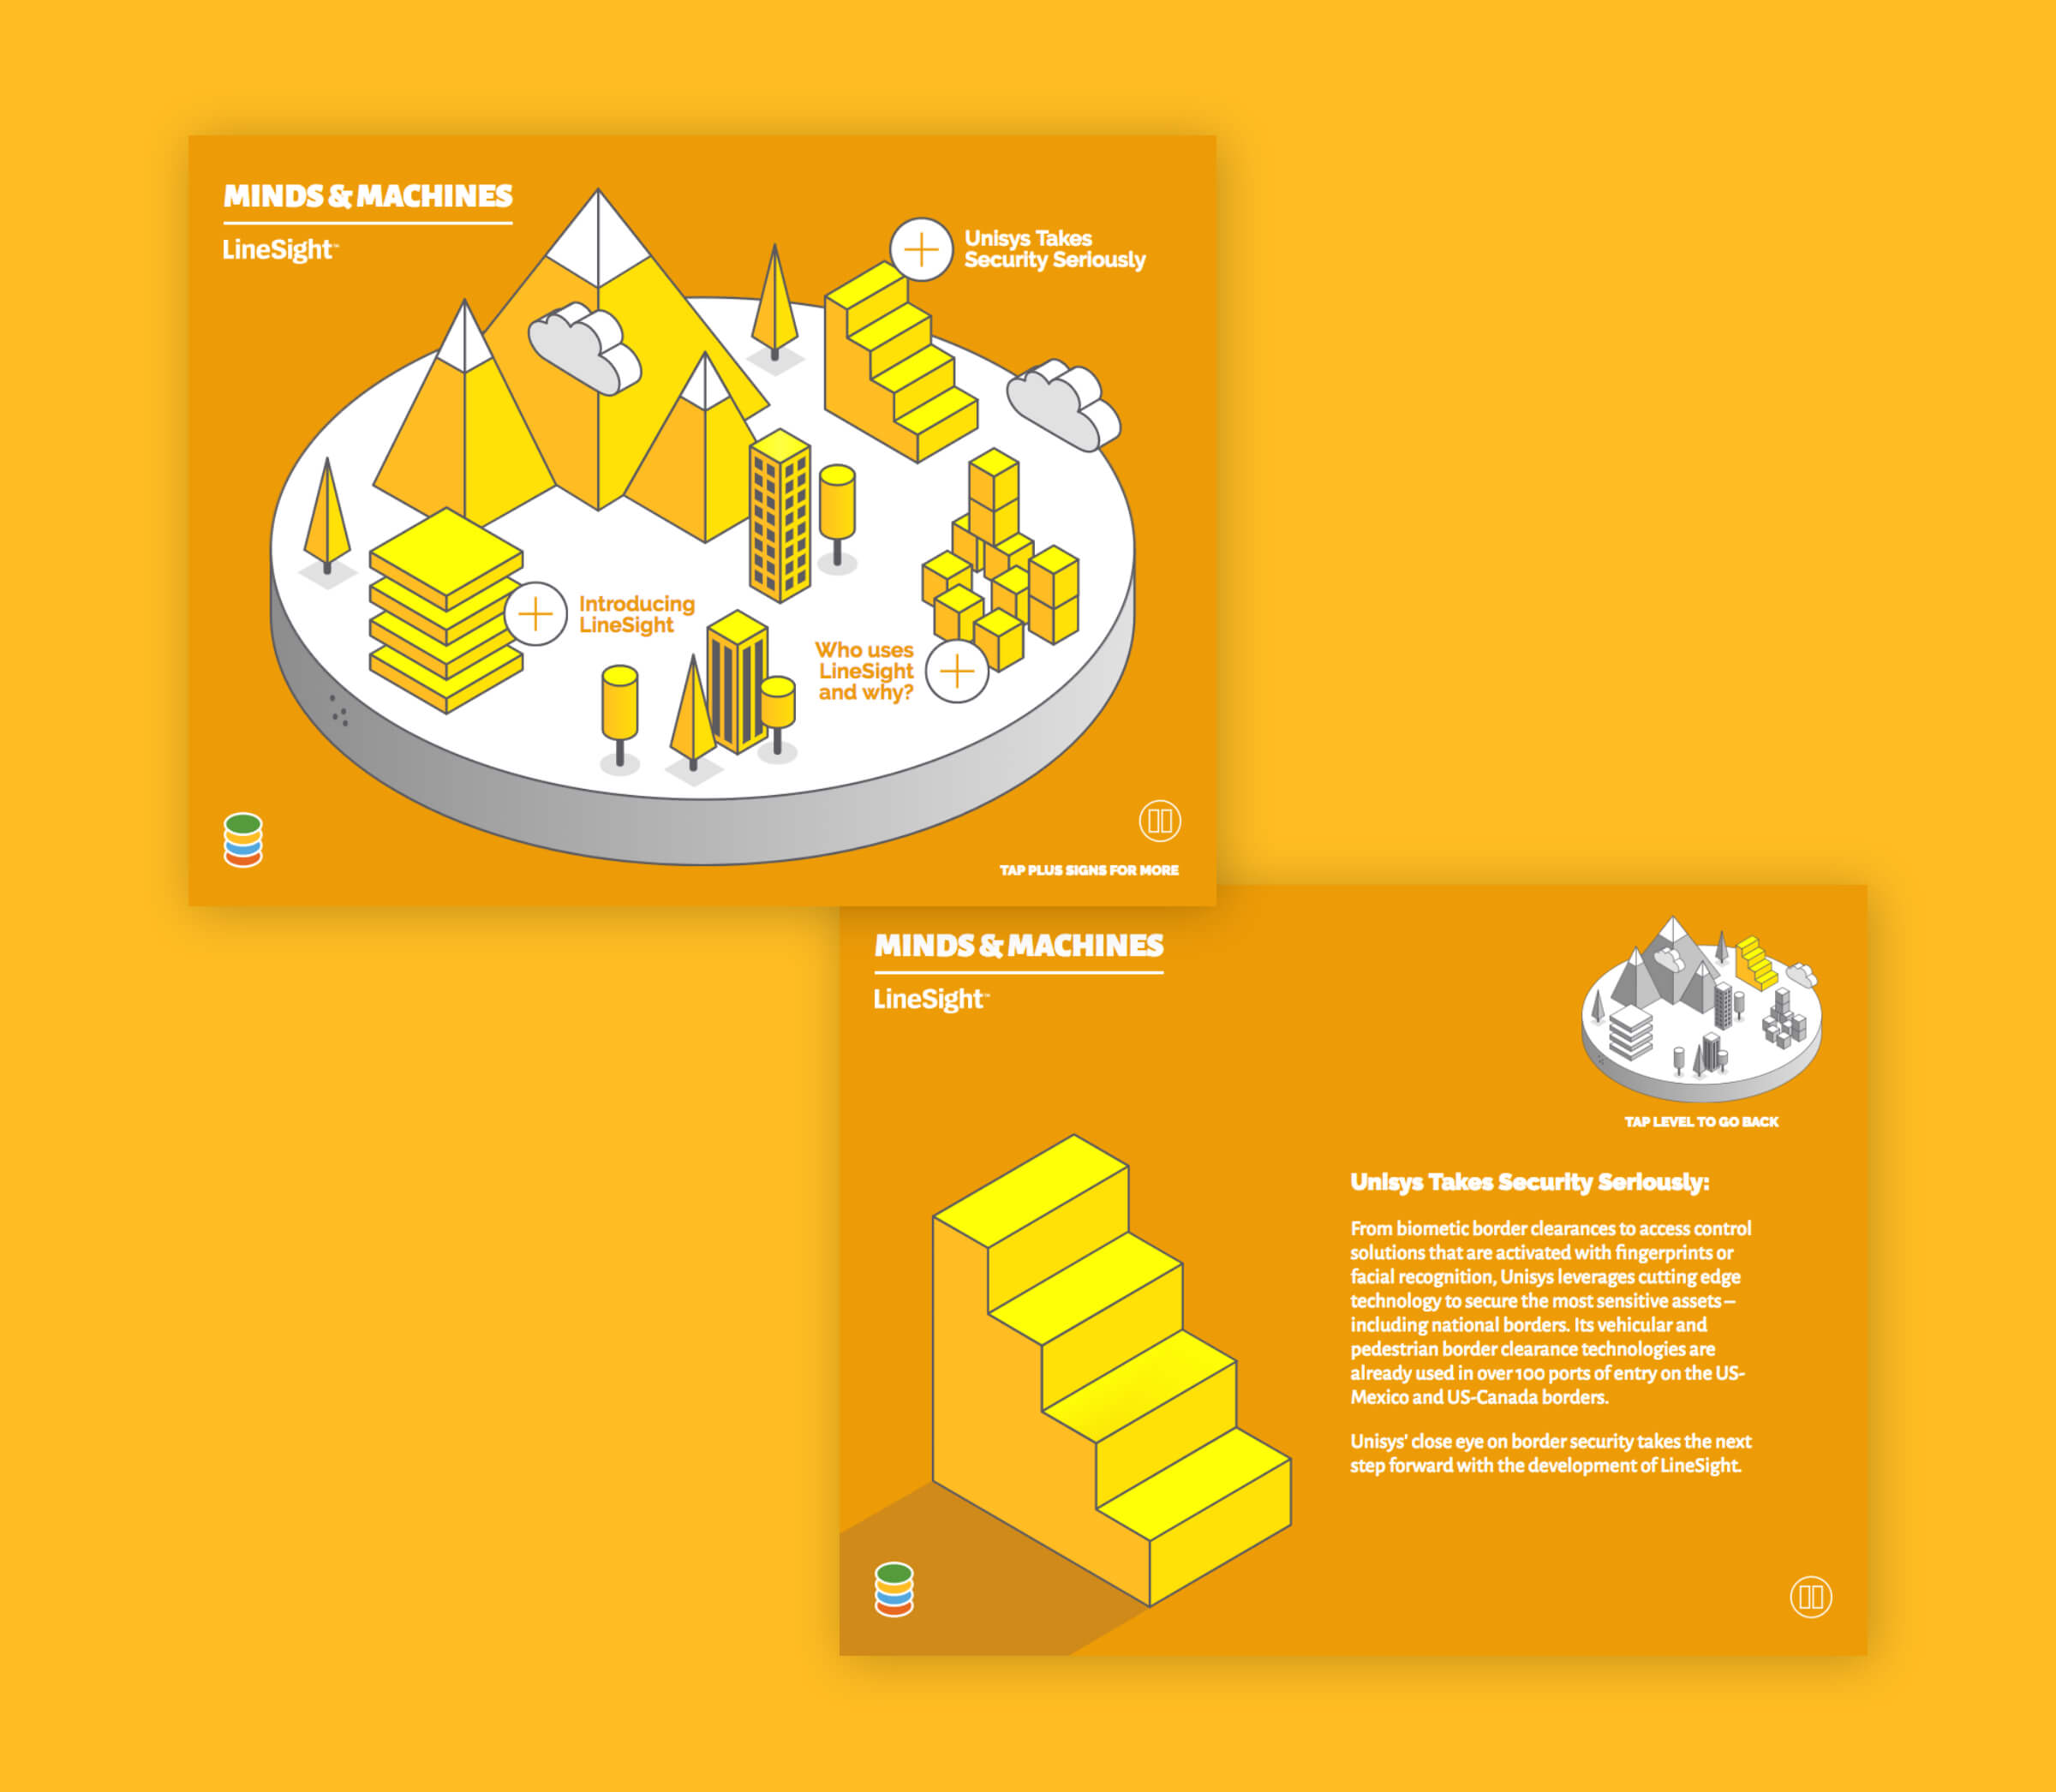 MINDS & MACHINES
LineSight™
Unisys Takes
Security Seriously
Introducing
LineSight
Who uses
LineSight
and why?
TAP PLUS SIGNS FOR MORE
MINDS & MACHINES
LineSight™
TAP LEVEL TO GO BACK
Unisys Takes Security Seriously:
From biometic border clearances to access control
solutions that are activated with fingerprints or
facial recognition, Unisys leverages cutting edge
technology to secure the most sensitive assets –
including national borders. Its vehicular and
pedestrian border clearance technologies are
already used in over 100 ports of entry on the US-
Mexico and US-Canada borders.
Unisys' close eye on border security takes the next
step forward with the development of LineSight.